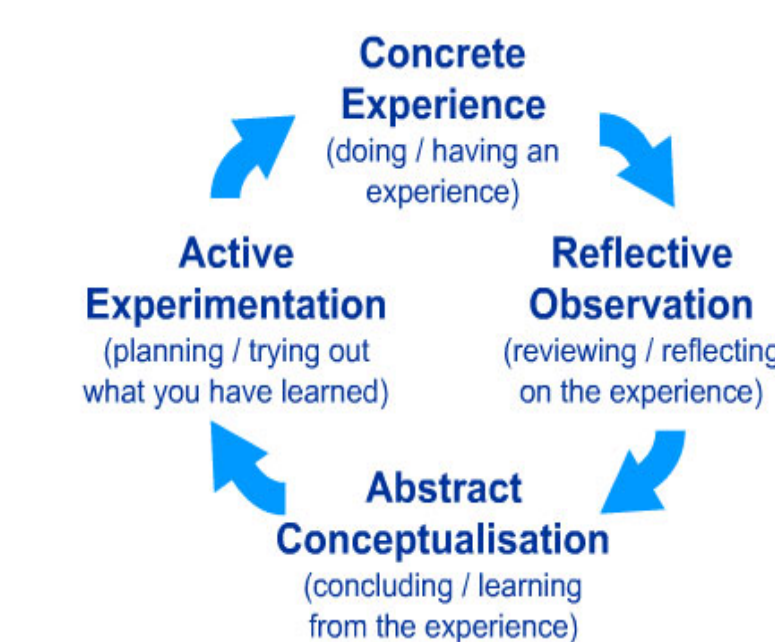 Concrete
Experience
(doing / having an
experience)
Reflective
Observation
(reviewing / reflecting
on the experience)
Abstract
Conceptualisation
(concluding / learning
from the experience)
Active
Experimentation
(planning / trying out
what you have learned)